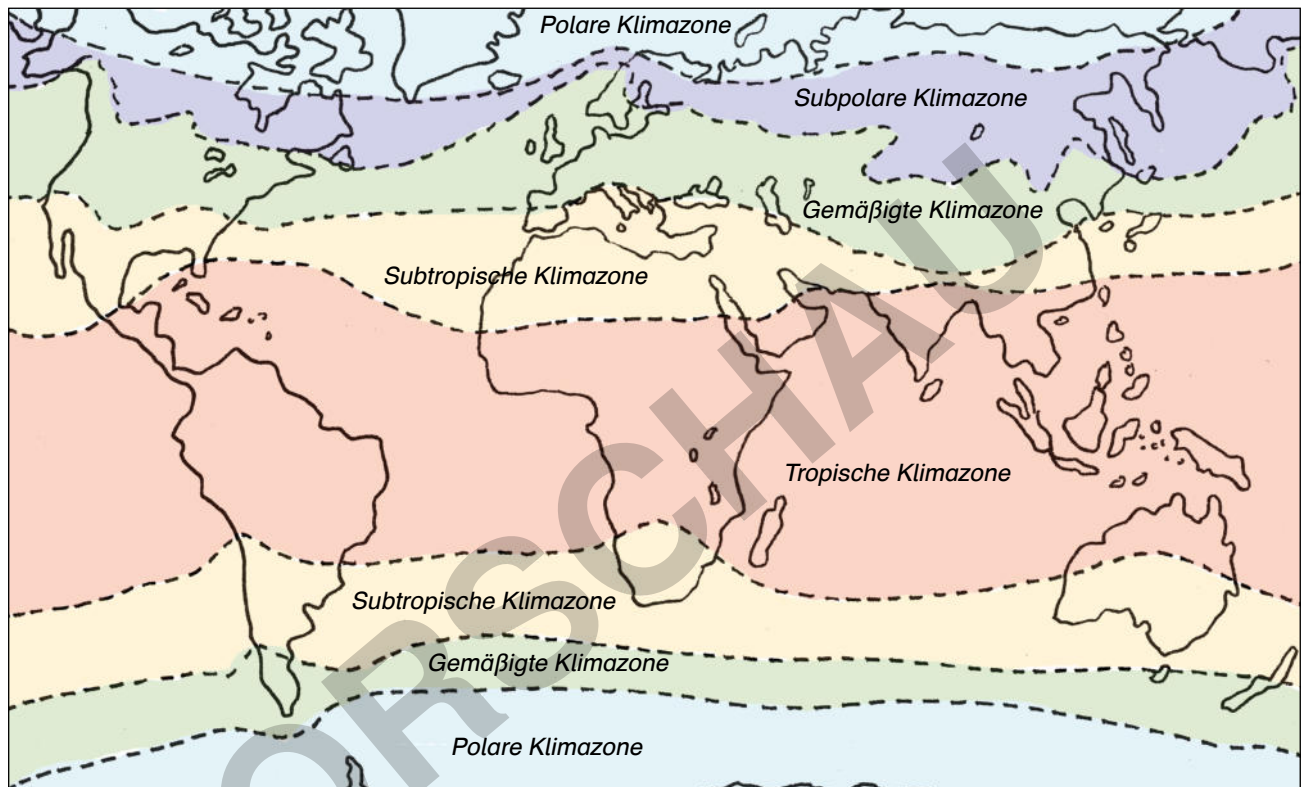 Polare Klimazone
Subpolare Klimazone
Gemäßigte Klimazone
Subtropische Klimazone
Tropische Klimazone
Subtropische Klimazone
Gemäßigte Klimazone
Polare Klimazone
ORSCHAU